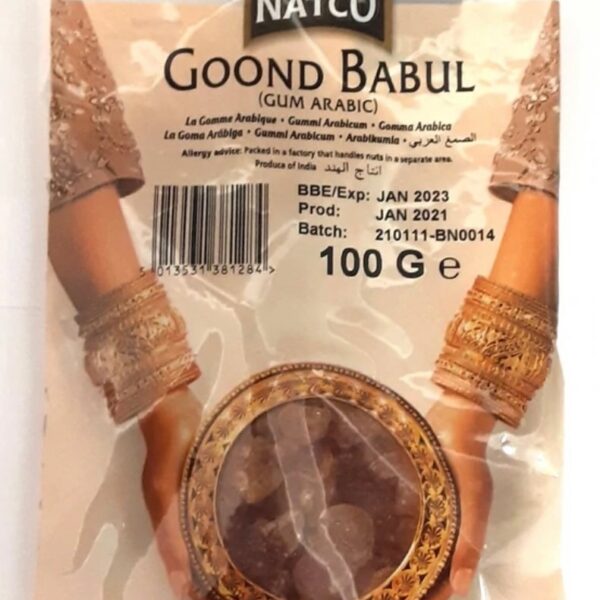 NATCO
GOOND BABUL
(GUM ARABIC)
La Gomme Arabique • Gummi Arabicum • Gomma Arabica
La Goma Arábiga • Gummi Arabicum • Arabikumia • الصمغ العربي
Allergy advice: Packed in a factory that handles nuts in a separate area.
Produce of India انتاج الهند
BBE/Exp: JAN 2023
Prod: JAN 2021
Batch: 210111-BN0014
100 G e
5 013531 381284 >